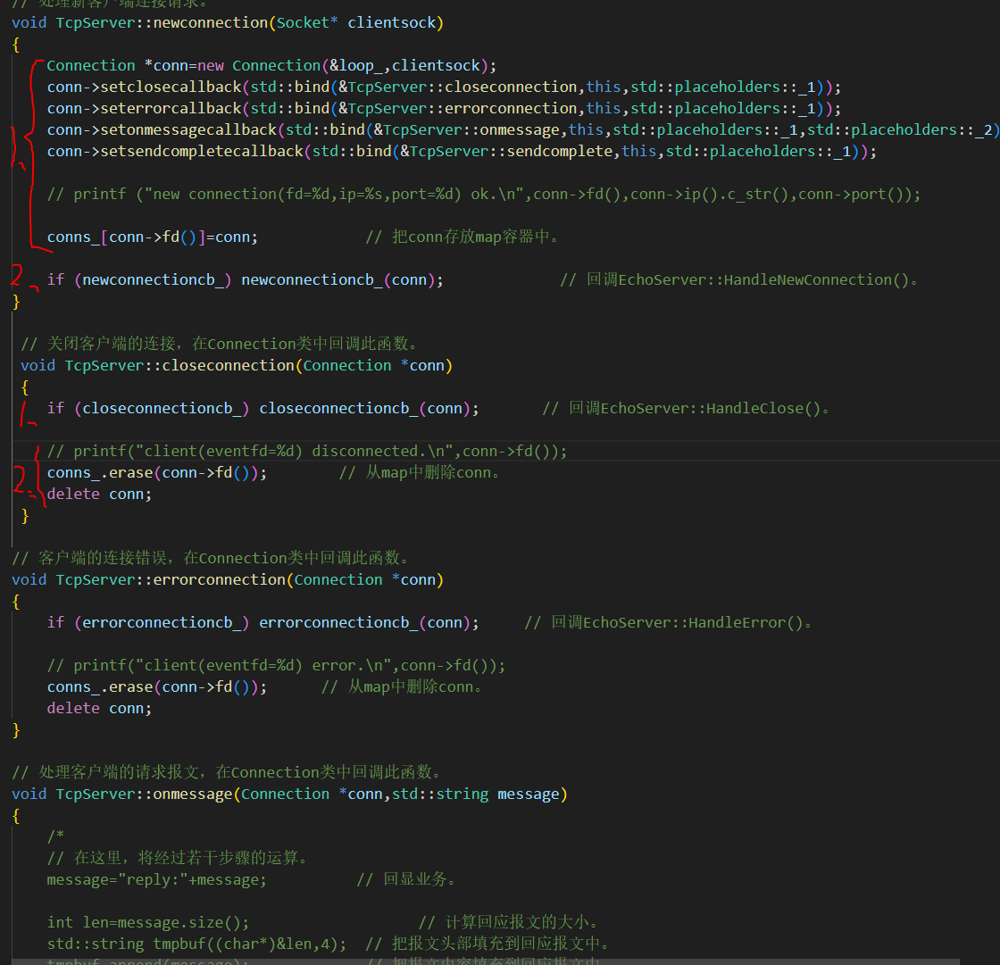 // 处理新客户端连接请求。
void TcpServer::newconnection(Socket* clientsock)
{
    Connection *conn=new Connection(&loop_,clientsock);
    conn->setclosecallback(std::bind(&TcpServer::closeconnection,this,std::placeholders::_1));
    conn->seterrorcallback(std::bind(&TcpServer::errorconnection,this,std::placeholders::_1));
1.  conn->setonmessagecallback(std::bind(&TcpServer::onmessage,this,std::placeholders::_1,std::placeholders::_2)
    conn->setsendcompletecallback(std::bind(&TcpServer::sendcomplete,this,std::placeholders::_1));
    // printf ("new connection(fd=%d,ip=%s,port=%d) ok.\n",conn->fd(),conn->ip().c_str(),conn->port());
    conns_[conn->fd()]=conn;            // 把conn存放map容器中。
2.  if (newconnectioncb_) newconnectioncb_(conn);             // 回调EchoServer::HandleNewConnection()。
}
 // 关闭客户端的连接，在Connection类中回调此函数。
 void TcpServer::closeconnection(Connection *conn)
 {
1.  if (closeconnectioncb_) closeconnectioncb_(conn);       // 回调EchoServer::HandleClose()。
    // printf("client(eventfd=%d) disconnected.\n",conn->fd());
2.  conns_.erase(conn->fd());        // 从map中删除conn。
    delete conn;
 }
// 客户端的连接错误，在Connection类中回调此函数。
void TcpServer::errorconnection(Connection *conn)
{
    if (errorconnectioncb_) errorconnectioncb_(conn);     // 回调EchoServer::HandleError()。
    // printf("client(eventfd=%d) error.\n",conn->fd());
    conns_.erase(conn->fd());      // 从map中删除conn。
    delete conn;
}
// 处理客户端的请求报文，在Connection类中回调此函数。
void TcpServer::onmessage(Connection *conn,std::string message)
{
    /*
    // 在这里，将经过若干步骤的运算。
    message="reply:"+message;          // 回显业务。
    int len=message.size();                   // 计算回应报文的大小。
    std::string tmpbuf((char*)&len,4);  // 把报文头部填充到回应报文中。
    tmpbuf.append(message);             // 把报文内容填充到回应报文中